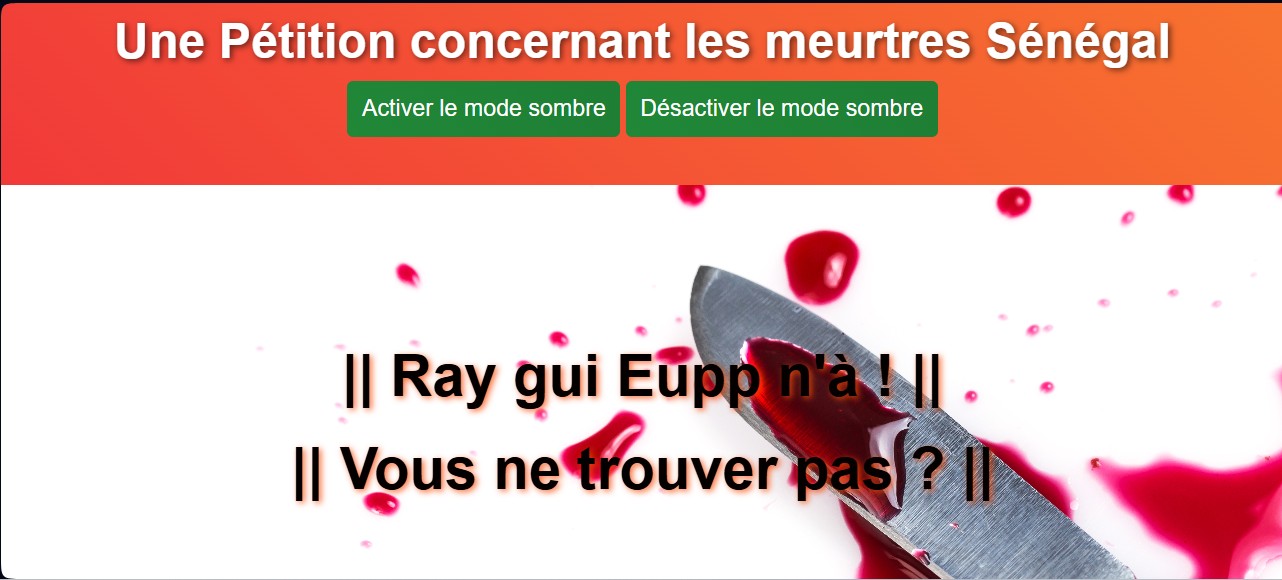 Une Pétition concernant les meurtres Sénégal
Activer le mode sombre Désactiver le mode sombre
|| Ray gui Eupp n'à ! ||
|| Vous ne trouver pas ? ||